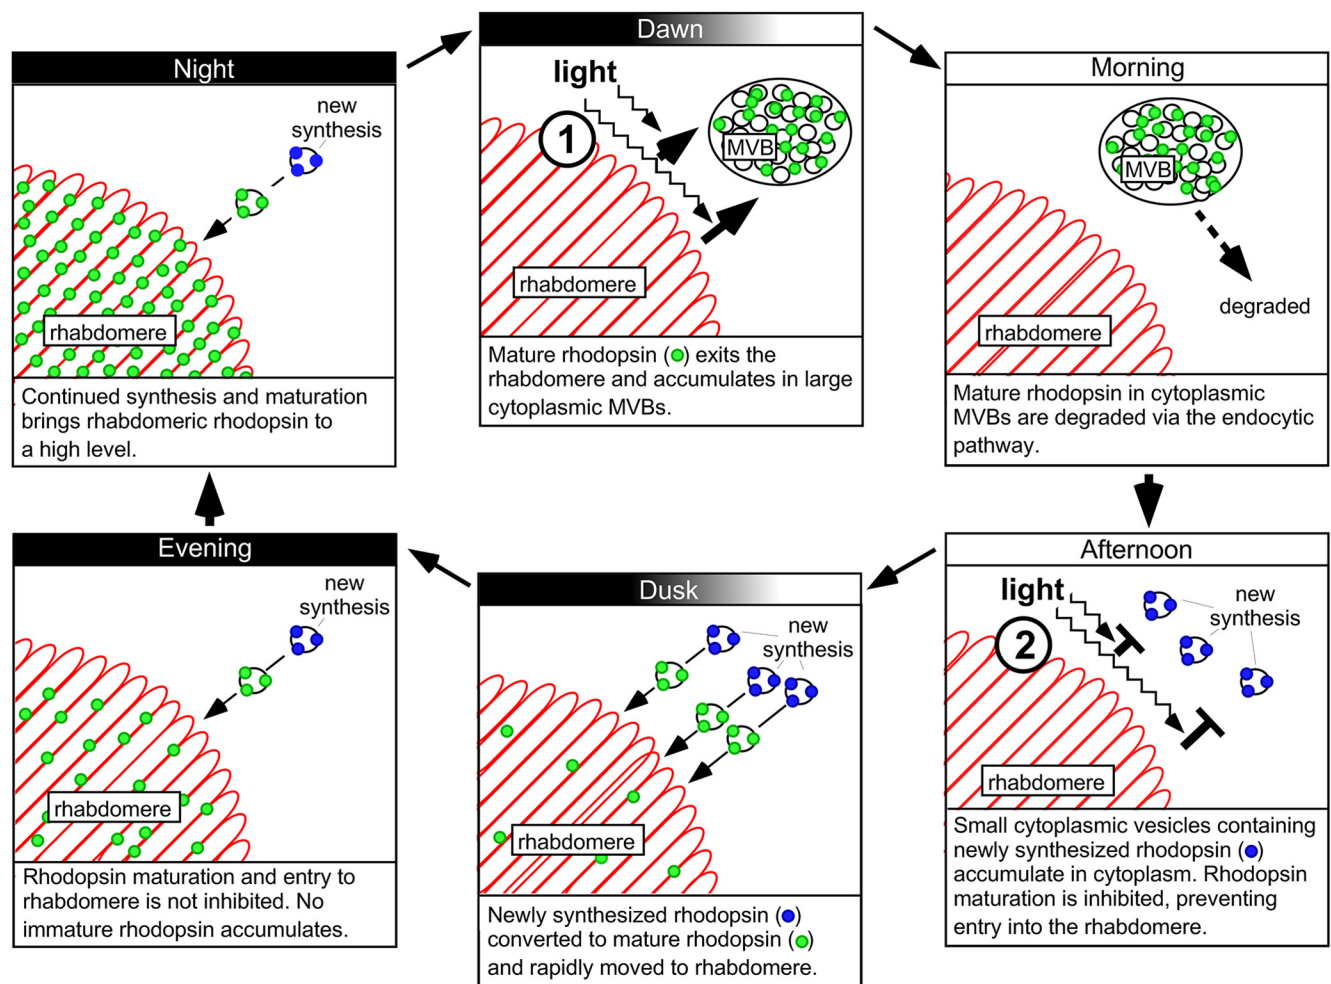 Night
new
synthesis
rhabdomere
Continued synthesis and maturation
brings rhabdomeric rhodopsin to
a high level.
Dawn
light
1
MVB
rhabdomere
Mature rhodopsin ( ) exits the
rhabdomere and accumulates in large
cytoplasmic MVBs.
Morning
MVB
degraded
rhabdomere
Mature rhodopsin in cytoplasmic
MVBs are degraded via the endocytic
pathway.
Afternoon
light
2
new
synthesis
rhabdomere
Small cytoplasmic vesicles containing
newly synthesized rhodopsin ( )
accumulate in cytoplasm. Rhodopsin
maturation is inhibited, preventing
entry into the rhabdomere.
Dusk
new
synthesis
rhabdomere
Newly synthesized rhodopsin ( )
converted to mature rhodopsin ( )
and rapidly moved to rhabdomere.
Evening
new
synthesis
rhabdomere
Rhodopsin maturation and entry to
rhabdomere is not inhibited. No
immature rhodopsin accumulates.